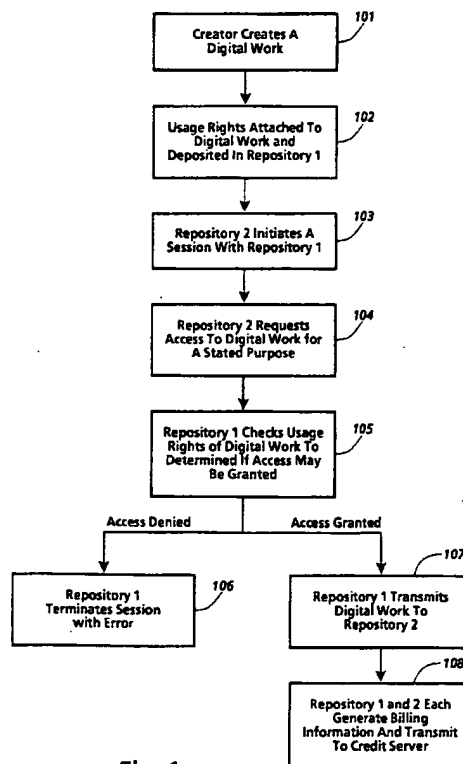 101
Creator Creates A
Digital Work
102
Usage Rights Attached To
Digital Work and
Deposited In Repository 1
103
Repository 2 Initiates A
Session With Repository 1
104
Repository 2 Requests
Access To Digital Work for
A Stated Purpose
105
Repository 1 Checks Usage
Rights of Digital Work To
Determined If Access May
Be Granted
Access Denied
Access Granted
106
Repository 1
Terminates Session
with Error
107
Repository 1 Transmits
Digital Work To
Repository 2
108
Repository 1 and 2 Each
Generate Billing
Information And Transmit
To Credit Server